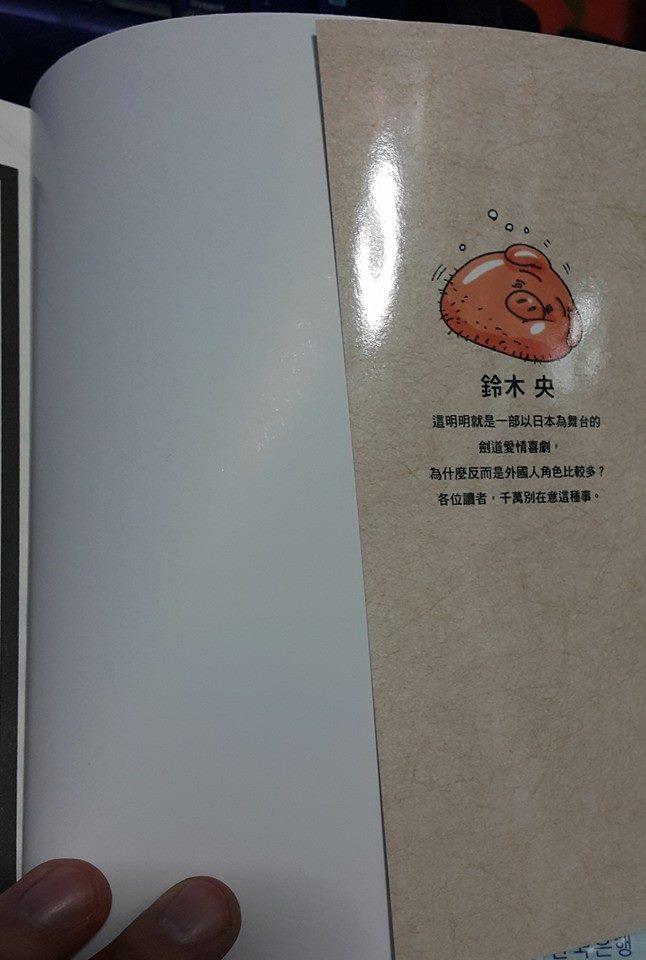 鈴木 央
這明明就是一部以日本為舞台的
劍道愛情喜劇，
為什麼反而是外國人角色比較多？
各位讀者，千萬別在意這種事。